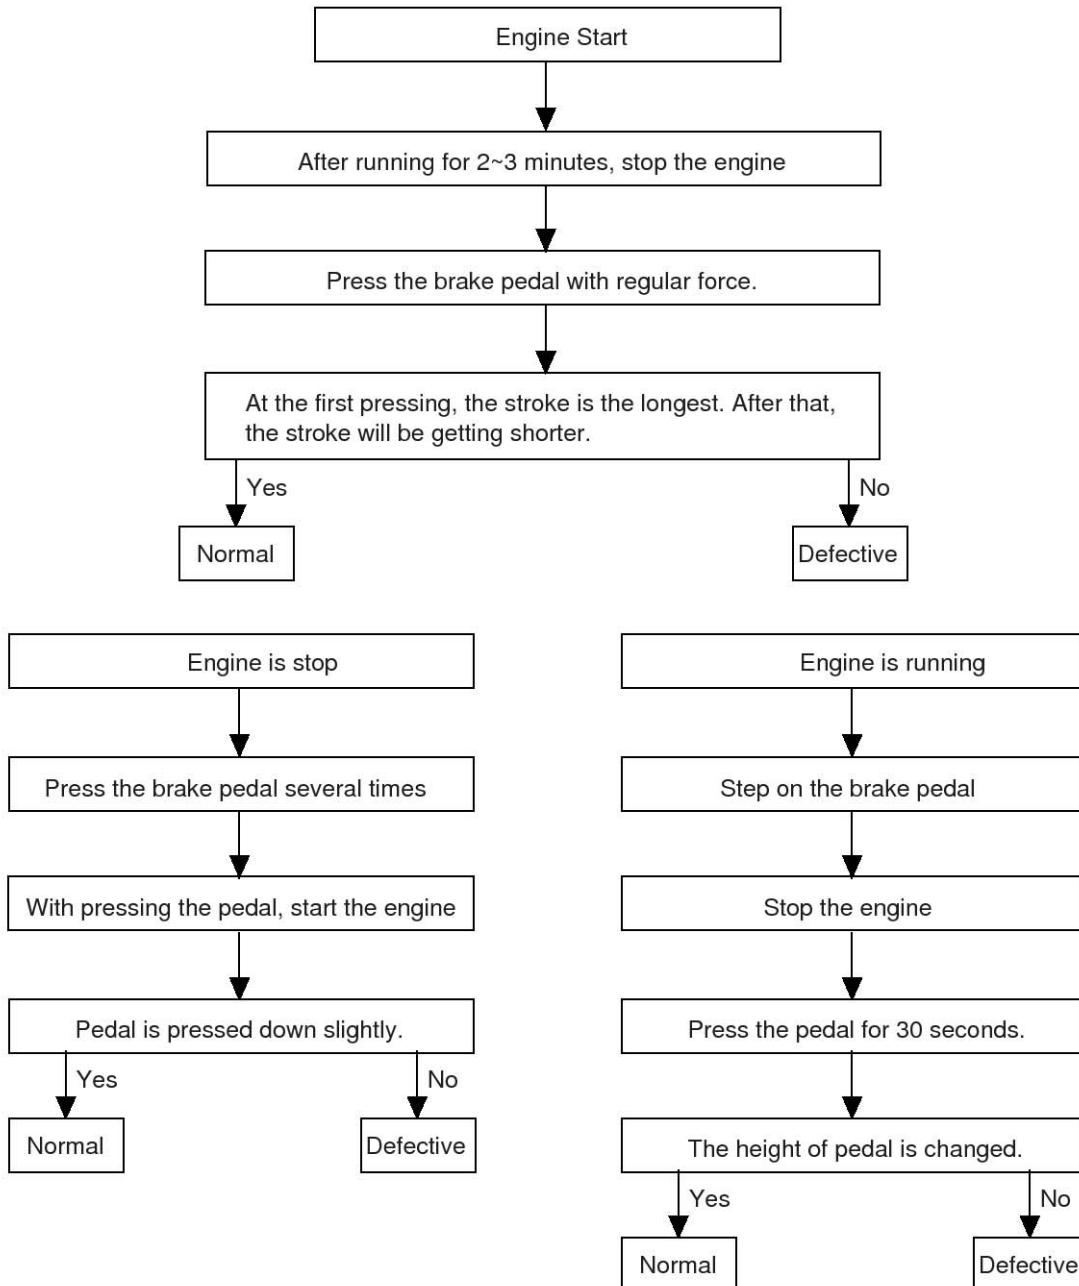 Engine Start
After running for 2~3 minutes, stop the engine
Press the brake pedal with regular force.
At the first pressing, the stroke is the longest. After that,
the stroke will be getting shorter.
Yes
No
Normal
Defective
Engine is stop
Press the brake pedal several times
With pressing the pedal, start the engine
Pedal is pressed down slightly.
Yes
No
Normal
Defective
Engine is running
Step on the brake pedal
Stop the engine
Press the pedal for 30 seconds.
The height of pedal is changed.
Yes
No
Normal
Defective